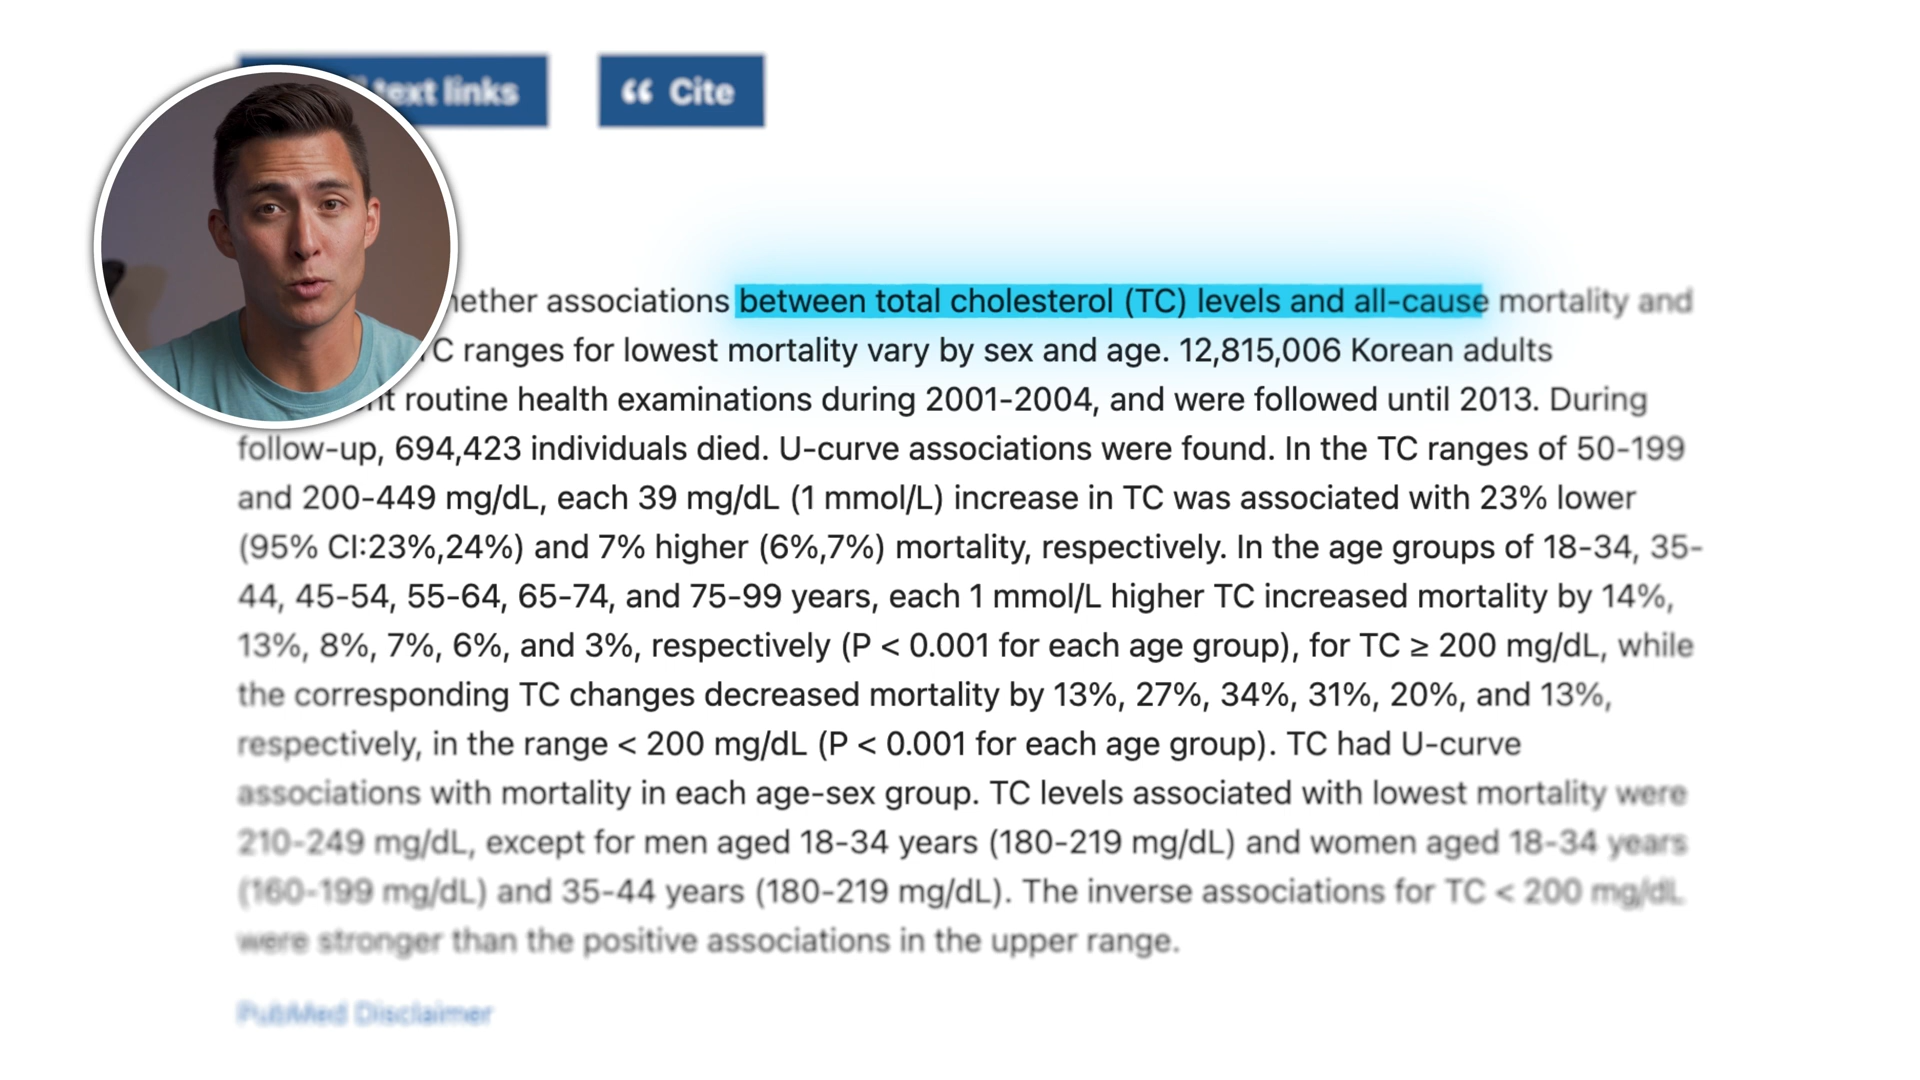 text links
Cite
associations between total cholesterol (TC) levels and all-cause mortality and
TC ranges for lowest mortality vary by sex and age. 12,815,006 Korean adults
routine health examinations during 2001-2004, and were followed until 2013. During
follow-up, 694,423 individuals died. U-curve associations were found. In the TC ranges of 50-199
and 200-449 mg/dL, each 39 mg/dL (1 mmol/L) increase in TC was associated with 23% lower
(95% CI:23%,24%) and 7% higher (6%,7%) mortality, respectively. In the age groups of 18-34, 35-
44, 45-54, 55-64, 65-74, and 75-99 years, each 1 mmol/L higher TC increased mortality by 14%,
13%, 8%, 7%, 6%, and 3%, respectively (P < 0.001 for each age group), for TC ≥ 200 mg/dL, while
the corresponding TC changes decreased mortality by 13%, 27%, 34%, 31%, 20%, and 13%,
respectively, in the range < 200 mg/dL (P < 0.001 for each age group). TC had U-curve
associations with mortality in each age-sex group. TC levels associated with lowest mortality were
210-249 mg/dL, except for men aged 18-34 years (180-219 mg/dL) and women aged 18-34 years
(160-199 mg/dL) and 35-44 years (180-219 mg/dL). The inverse associations for TC < 200 mg/dL
were stronger than the positive associations in the upper range.
PubMed Disclaimer